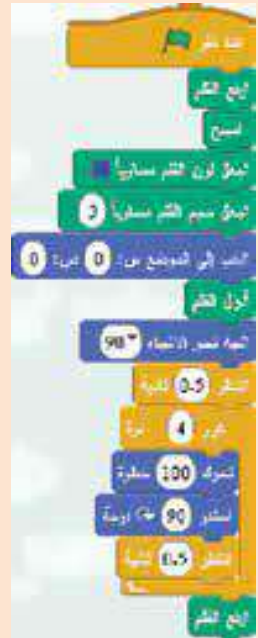 عند نقر
ارفع القلم
امسح
اجعل لون القلم مساوياً
اجعل حجم القلم مساوياً 3
اذهب إلى الموضع س: 0 ص: 0
أنزل القلم
اتجه نحو الاتجاه 90
انتظر 0.5 ثانية
كرر 4 مرة
تحرك 100 خطوة
استدر 90 درجة
انتظر 0.5 ثانية
ارفع القلم